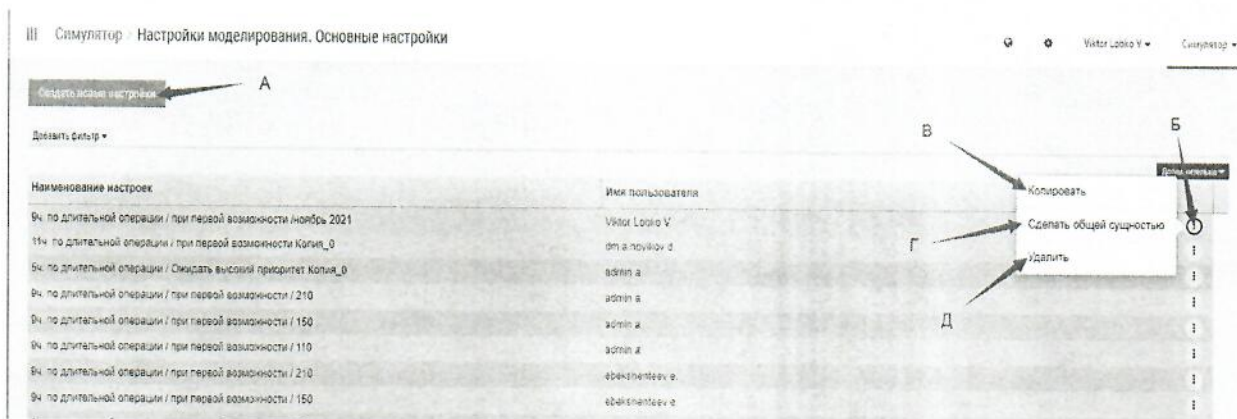 Симулятор > Настройки моделирования. Основные настройки
Viktor Lobko V
Симулятор
Создать новые настройки
А
Добавить фильтр
В
Б
Наименование настроек
Имя пользователя
Копировать
9ч. по длительной операции / при первой возможности /ноябрь 2021
Viktor Lobko V
Сделать общей сущностью
Г
11ч. по длительной операции / при первой возможности Копия_0
dm.a.novikov d.
5ч. по длительной операции / Ожидать высокий приоритет Копия_0
admin a.
Удалить
9ч. по длительной операции / при первой возможности / 210
admin a.
Д
9ч. по длительной операции / при первой возможности / 150
admin a.
9ч. по длительной операции / при первой возможности / 110
admin a.
9ч. по длительной операции / при первой возможности / 210
9ч. по длительной операции / при первой возможности / 150